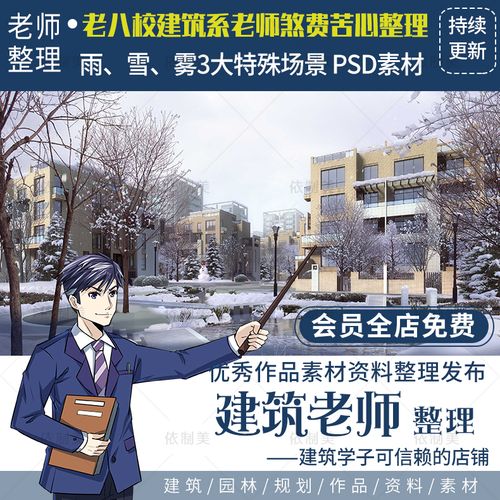 老师整理
老八校建筑系老师煞费苦心整理
雨、雪、雾3大特殊场景 PSD素材
持续更新
会员全店免费
优秀作品素材资料整理发布
建筑老师 整理
——建筑学子可信赖的店铺
建筑/园林/规划/作品/资料/素材
依制美